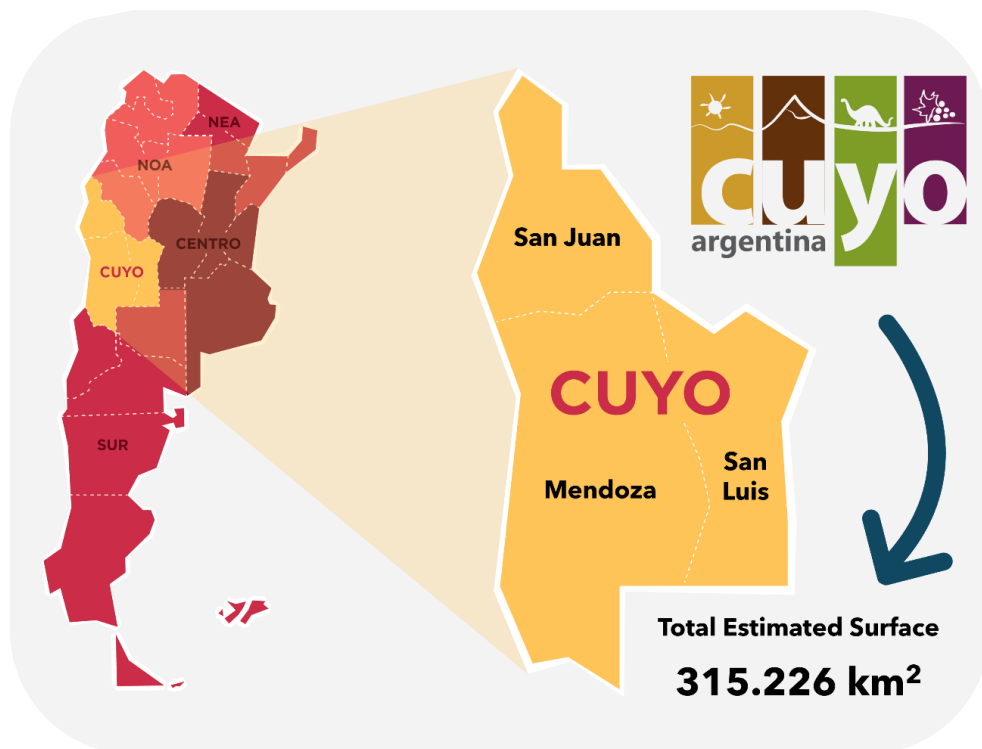 NEA
NOA
CENTRO
CUYO
SUR
San Juan
CUYO
Mendoza
San
Luis
cuyo
argentina
Total Estimated Surface
315.226 km²